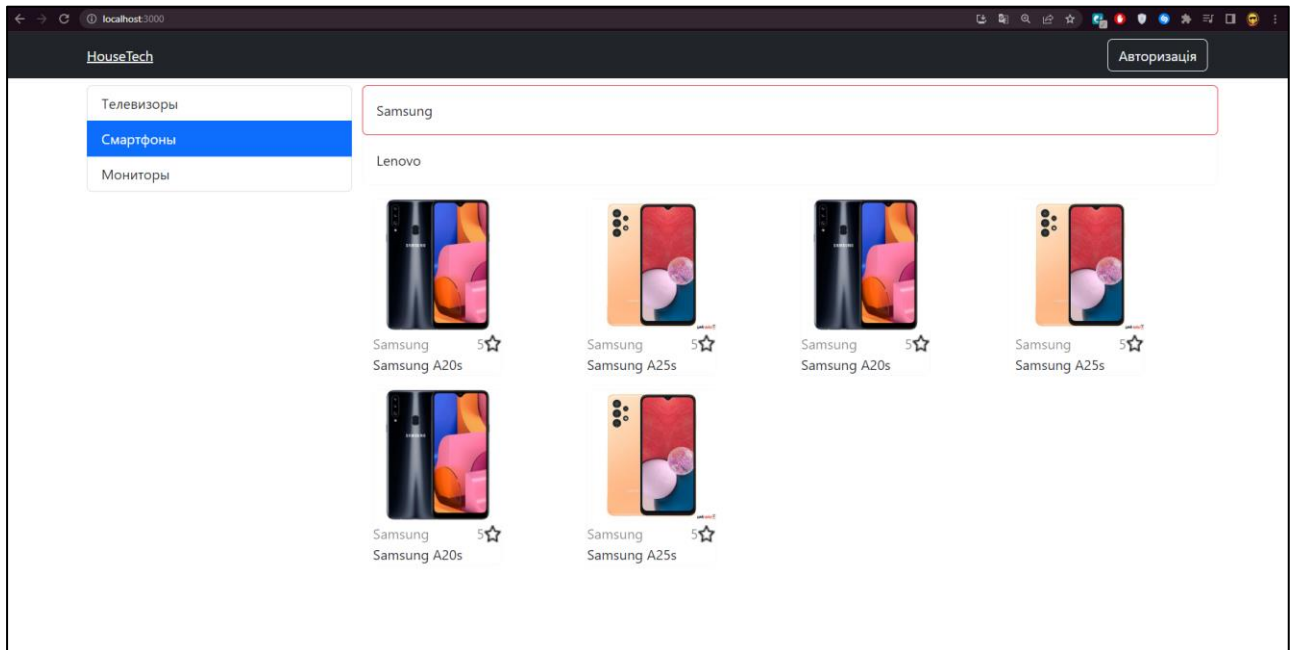 localhost:3000
HouseTech
Авторизація
Телевизоры
Смартфоны
Мониторы
Samsung
Lenovo
Samsung 5
Samsung A20s
Samsung 5
Samsung A25s
Samsung 5
Samsung A20s
Samsung 5
Samsung A25s
Samsung 5
Samsung A20s
Samsung 5
Samsung A25s